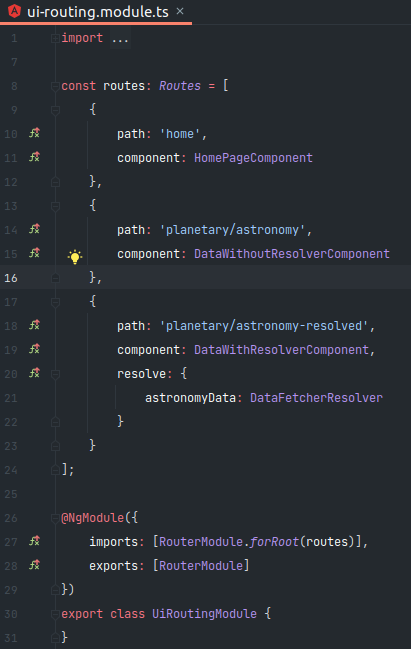 ui-routing.module.ts ×
1 import ...
7
8 const routes: Routes = [
9 {
10 path: 'home',
11 component: HomePageComponent
12 },
13 {
14 path: 'planetary/astronomy',
15 component: DataWithoutResolverComponent
16 },
17 {
18 path: 'planetary/astronomy-resolved',
19 component: DataWithResolverComponent,
20 resolve: {
21 astronomyData: DataFetcherResolver
22 }
23 }
24 ];
25
26 @NgModule({
27 imports: [RouterModule.forRoot(routes)],
28 exports: [RouterModule]
29 })
30 export class UiRoutingModule {
31 }